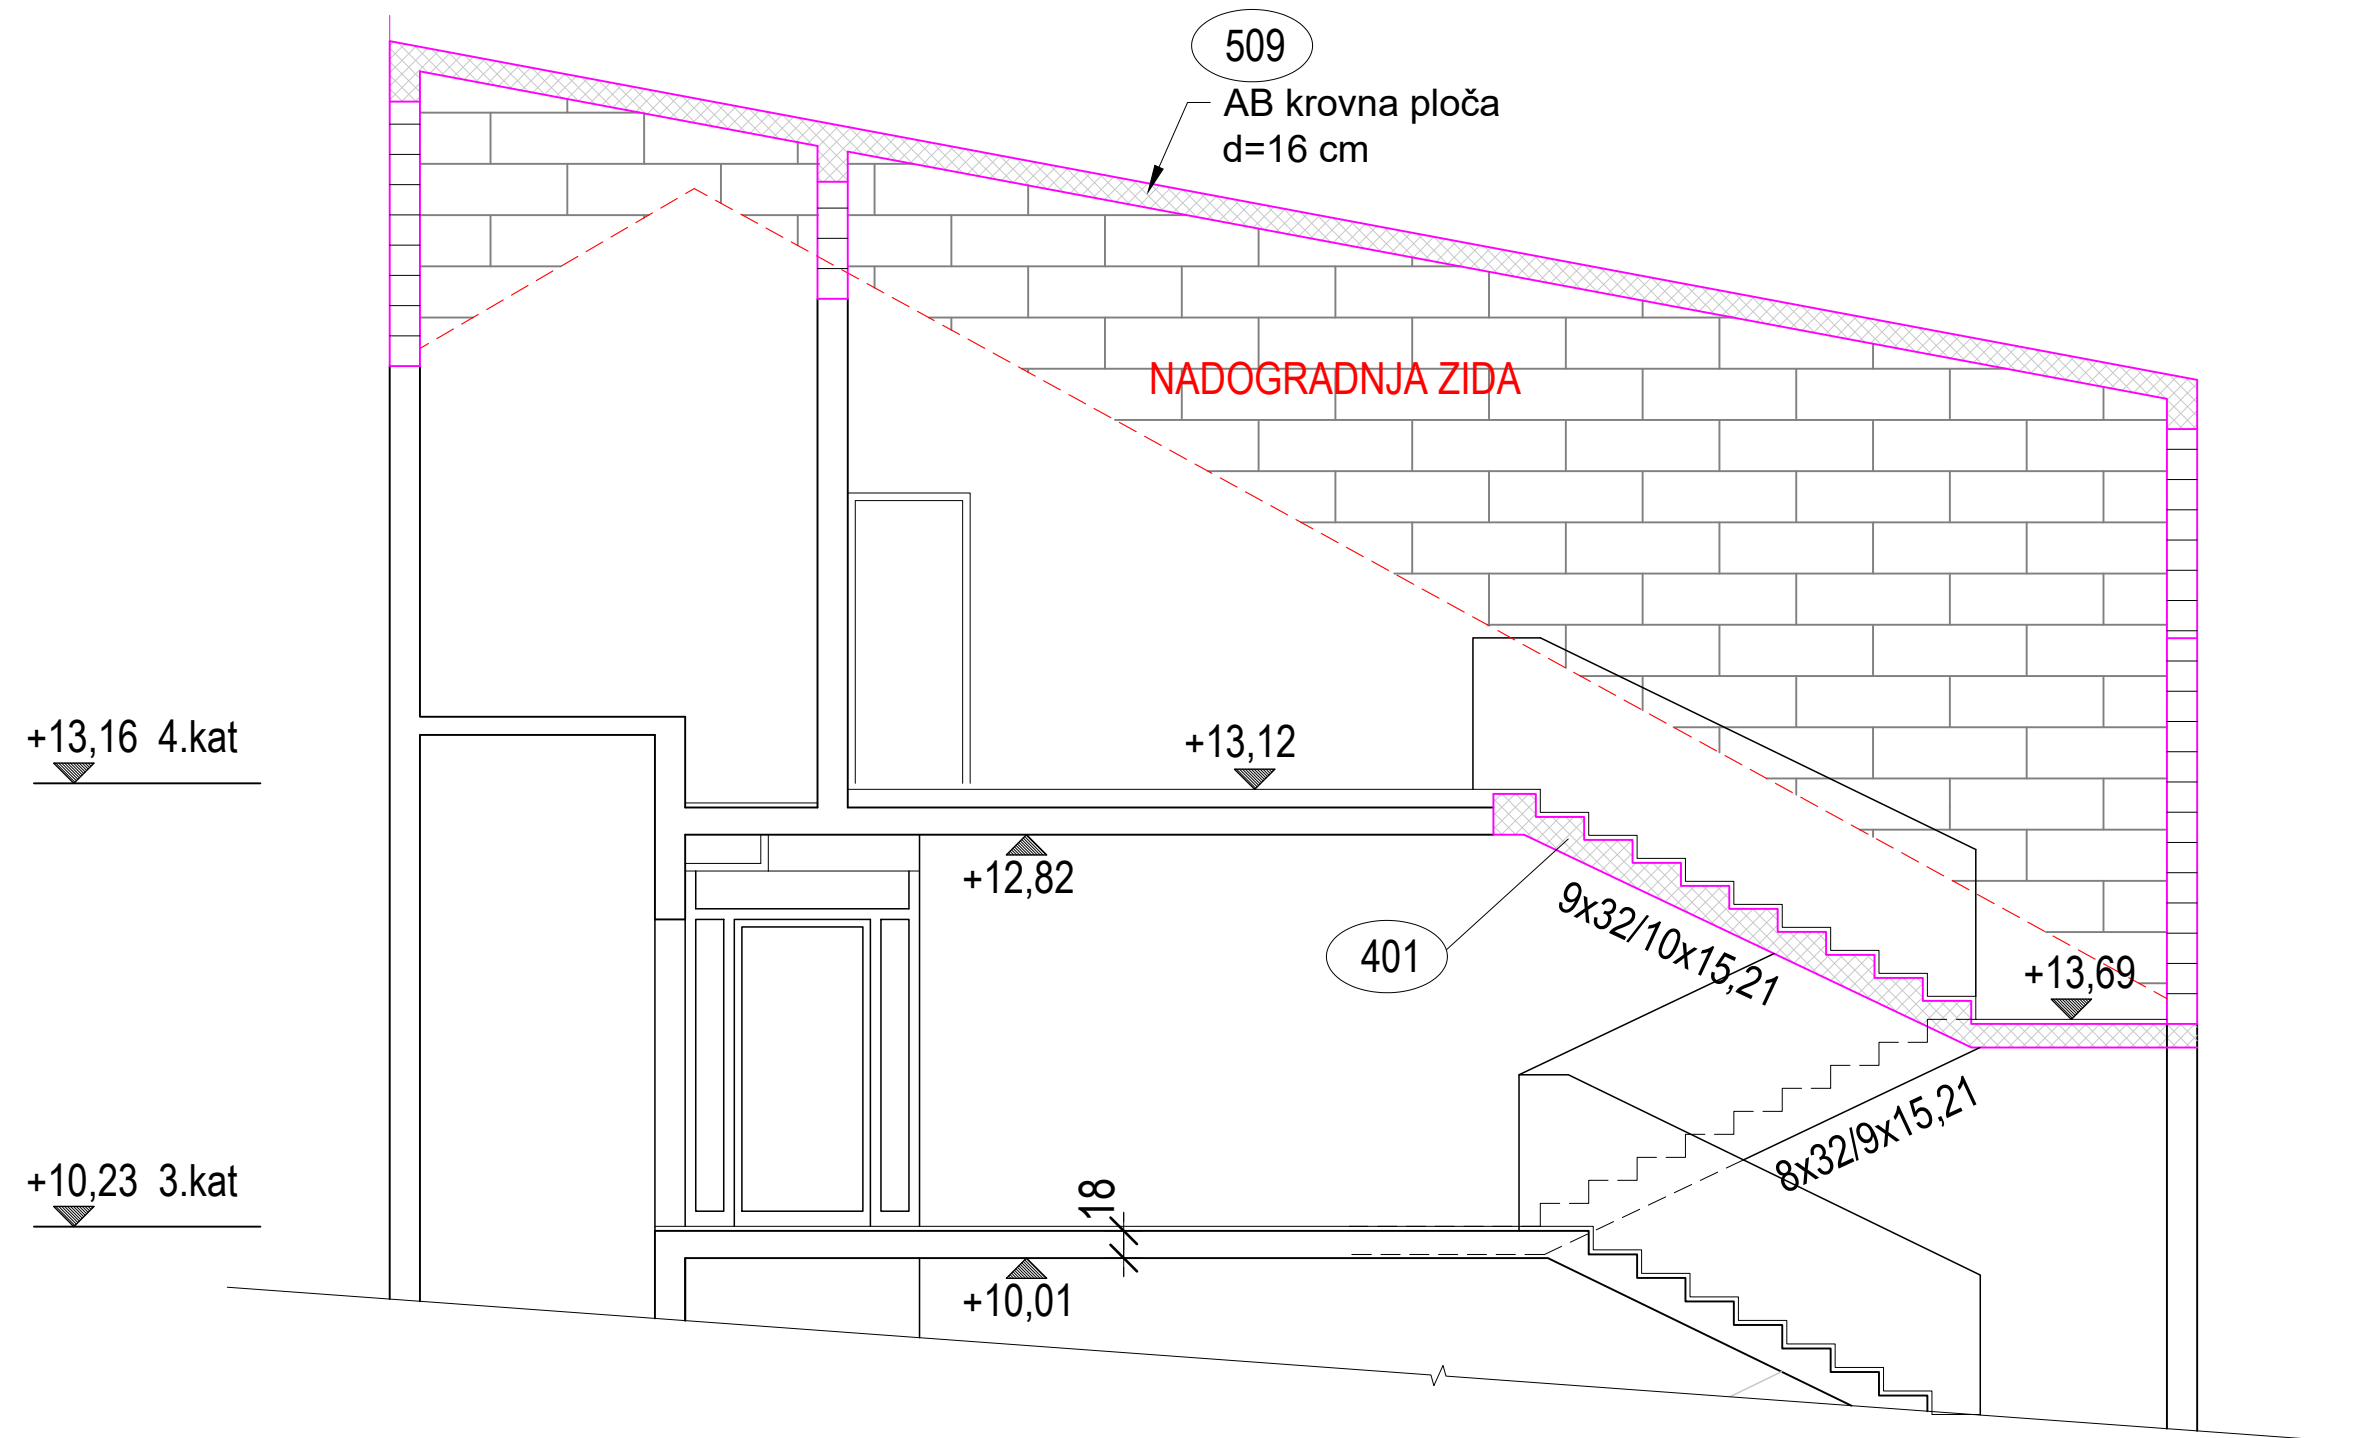 509
AB krovna ploča
d=16 cm
NADOGRADNJA ZIDA
+13,16 4.kat
+13,12
+12,82
9x32/10x15,21
401
+13,69
8x32/9x15,21
+10,23 3.kat
18
+10,01